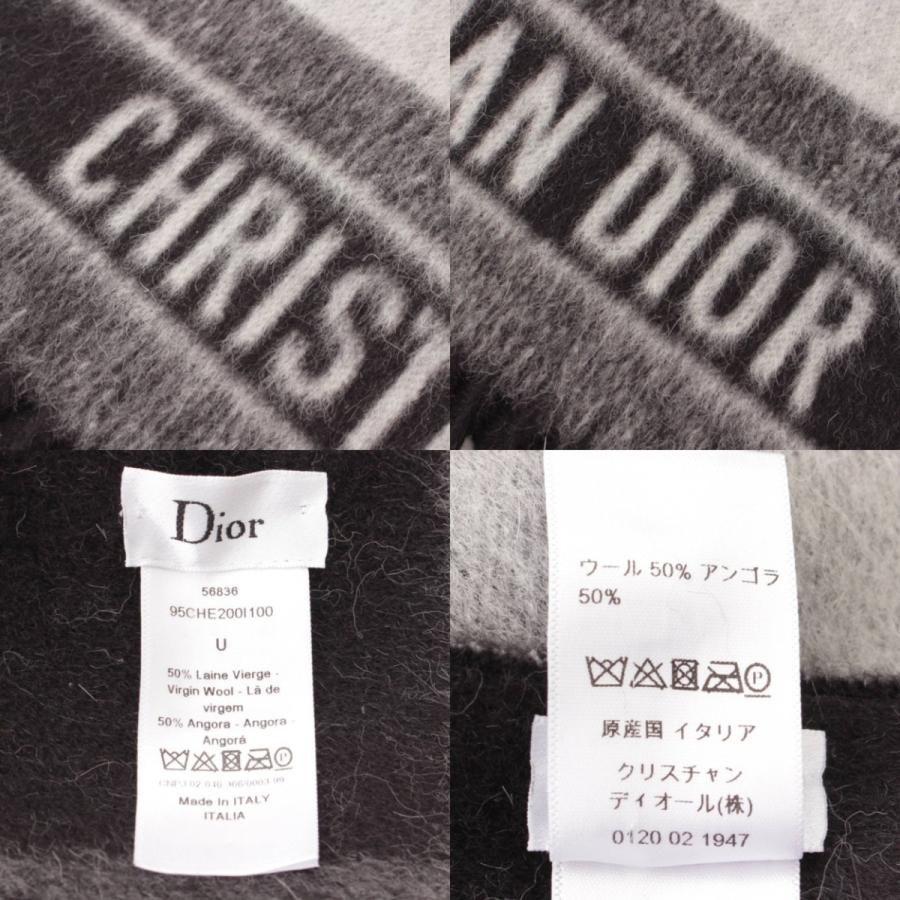 CHRIST
AN DIOR
Dior
56836
95CHE200I100
U
50% Laine Vierge -
Virgin Wool - Lã de
virgem
50% Angora - Angora -
Angorá
Made in ITALY
ITALIA
ウール 50% アンゴラ
50%
P
原産国 イタリア
クリスチャン
ディオール(株)
0120 02 1947